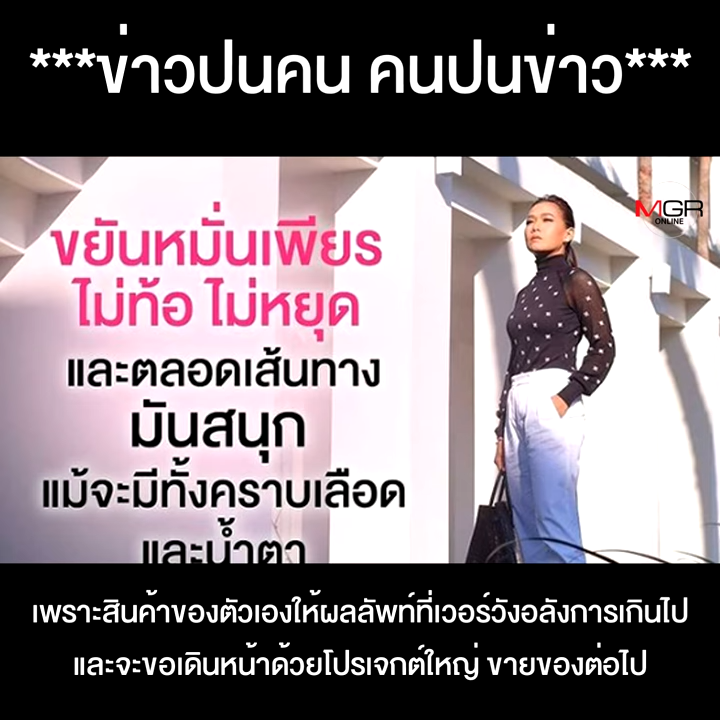 ***ข่าวปนคน คนปนข่าว***
MGR
ONLINE
ขยันหมั่นเพียร
ไม่ท้อ ไม่หยุด
และตลอดเส้นทาง
มันสนุก
แม้จะมีทั้งคราบเลือด
และน้ำตา
เพราะสินค้าของตัวเองให้ผลลัพท์ที่เวอร์วังอลังการเกินไป
และจะขอเดินหน้าด้วยโปรเจกต์ใหญ่ ขายของต่อไป